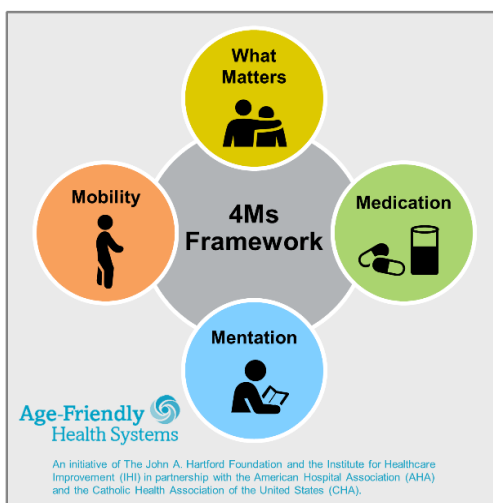 What
Matters
Mobility
4Ms
Framework
Medication
Mentation
Age-Friendly
Health Systems
An initiative of The John A. Hartford Foundation and the Institute for Healthcare
Improvement (IHI) in partnership with the American Hospital Association (AHA)
and the Catholic Health Association of the United States (CHA).